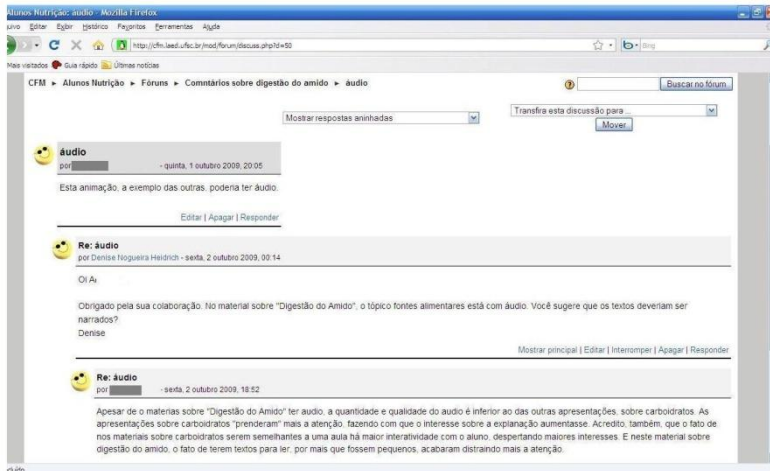 Alunos Nutrição: áudio - Mozilla Firefox
Editar Exibir Histórico Favoritos Ferramentas Ajuda
http://cfm.laed.ufsc.br/mod/forum/discuss.php?d=50
Bing
Mais visitados Guia rápido Últimas notícias
CFM ► Alunos Nutrição ► Fóruns ► Comntários sobre digestão do amido ► áudio
Buscar no fórum
Mostrar respostas aninhadas
Transfira esta discussão para ...
Mover
áudio
por - quinta, 1 outubro 2009, 20:05
Esta animação, a exemplo das outras, poderia ter áudio.
Editar | Apagar | Responder
Re: áudio
por Denise Nogueira Heidrich - sexta, 2 outubro 2009, 00:14
Oi
Obrigado pela sua colaboração. No material sobre "Digestão do Amido", o tópico fontes alimentares está com áudio. Você sugere que os textos deveriam ser
narrados?
Denise
Mostrar principal | Editar | Interromper | Apagar | Responder
Re: áudio
por - sexta, 2 outubro 2009, 18:52
Apesar de o materias sobre "Digestão do Amido" ter audio, a quantidade e qualidade do audio é inferior ao das outras apresentações, sobre carboidratos. As
apresentações sobre carboidratos "prenderam" mais a atenção, fazendo com que o interesse sobre a explanação aumentasse. Acredito, também, que o fato de
nos materiais sobre carboidratos serem semelhantes a uma aula há maior interatividade com o aluno, despertando maiores interesses. E neste material sobre
digestão do amido, o fato de terem textos para ler, por mais que fossem pequenos, acabaram distraindo mais a atenção.